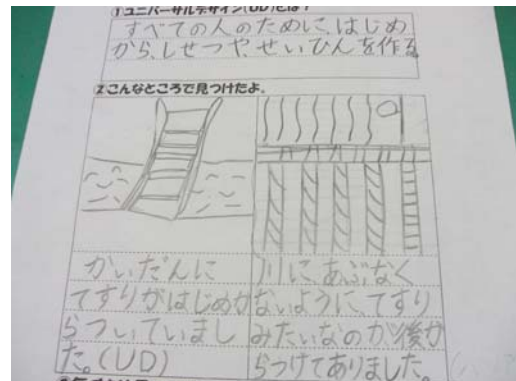 ①ユニバーサルデザイン(UD)とは?
すべての人のために、はじめ
から、しせつや、せいひんを作る
②こんなところで見つけたよ。
かいだんに
てすりがはじめか
らついていまし
た。(UD)
川に、あぶなく
ないように、てすり
みたいなのが、後か
らつけてありました。